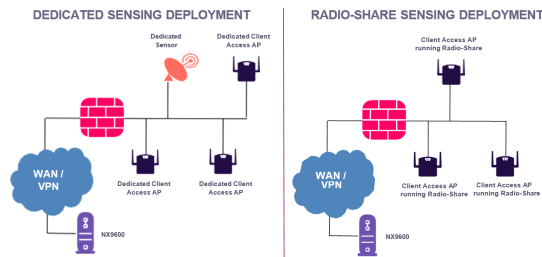 DEDICATED SENSING DEPLOYMENT
Dedicated
Sensor
Dedicated Client
Access AP
WAN /
VPN
Dedicated Client
Access AP
Dedicated Client
Access AP
NX9600
RADIO-SHARE SENSING DEPLOYMENT
Client Access AP
running Radio-Share
WAN /
VPN
Client Access AP
running Radio-Share
Client Access AP
running Radio-Share
NX9600